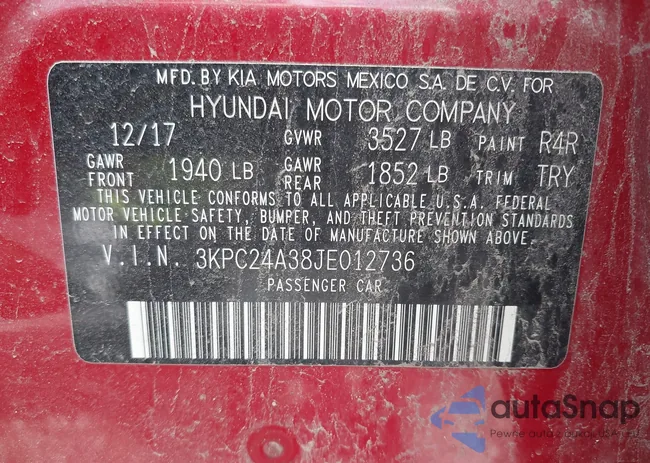 MFD. BY KIA MOTORS MEXICO S.A. DE C.V. FOR
HYUNDAI MOTOR COMPANY
12/17 GVWR 3527 LB PAINT R4R
GAWR FRONT 1940 LB GAWR REAR 1852 LB TRIM TRY
THIS VEHICLE CONFORMS TO ALL APPLICABLE U.S.A. FEDERAL
MOTOR VEHICLE SAFETY, BUMPER, AND THEFT PREVENTION STANDARDS
IN EFFECT ON THE DATE OF MANUFACTURE SHOWN ABOVE.
V.I.N. 3KPC24A38JE012736
PASSENGER CAR
autoSnap
Pewne auto z